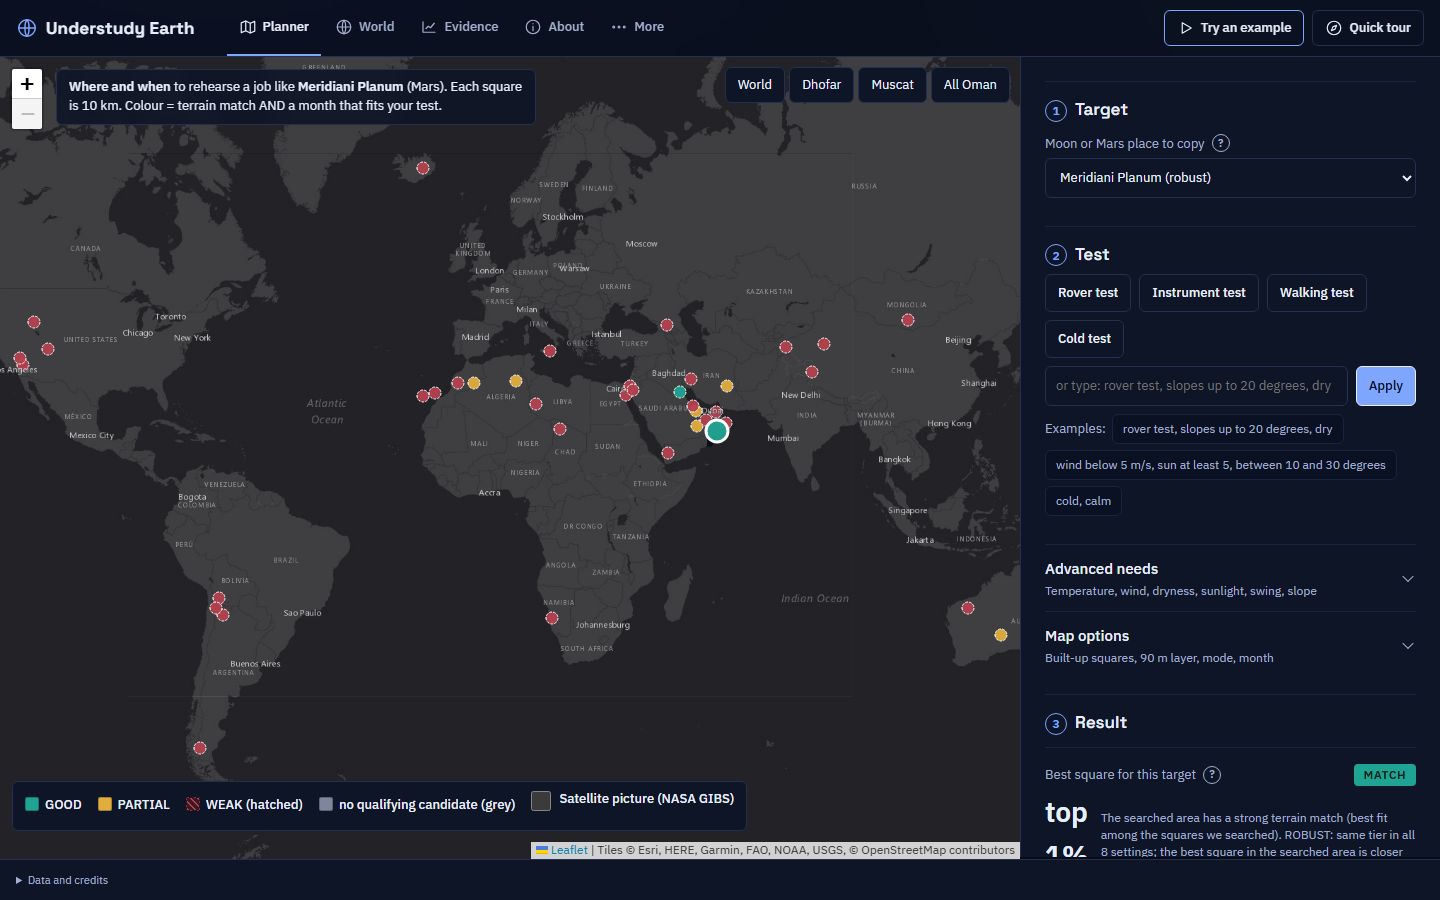 Understudy Earth
Planner
World
Evidence
About
More
Try an example
Quick tour
+
−
Where and when to rehearse a job like Meridiani Planum (Mars). Each square
is 10 km. Colour = terrain match AND a month that fits your test.
World
Dhofar
Muscat
All Oman
GREENLAND
RUSSIA
SWEDEN
FINLAND
NORWAY
Stockholm
Moscow
CANADA
UNITED
KINGDOM
London
GERMANY
POLAND
Warsaw
Paris
UKRAINE
KAZAKHSTAN
FRANCE
MONGOLIA
Milan
Toronto
ITALY
Chicago
New York
UNITED STATES
Madrid
Istanbul
GREECE
TURKEY
Beijing
os Angeles
Baghdad
IRAN
CHINA
Shanghai
ALGERIA
LIBYA
EGYPT
SAUDI ARAB
New Delhi
Atlantic
Ocean
MÉXICO
Mexico City
INDIA
MYANMAR
(BURMA)
Hong Kong
Mumbai
MALI
NIGER
CHAD
SUDAN
Bangkok
NIGERIA
VENEZUELA
ETHIOPIA
Bogota
COLOMBIA
Accra
Singapore
DR CONGO
TANZANIA
Jakarta
INDONESIA
PERÚ
BRAZIL
ANGOLA
ZAMBIA
BOLIVIA
Indian Ocean
NAMIBIA
Sao Paulo
Johannesburg
AU
SOUTH AFRICA
Buenos Aires
ARGENTINA
GOOD
PARTIAL
WEAK (hatched)
no qualifying candidate (grey)
Satellite picture (NASA GIBS)
Leaflet | Tiles © Esri, HERE, Garmin, FAO, NOAA, USGS, © OpenStreetMap contributors
1 Target
Moon or Mars place to copy ?
Meridiani Planum (robust)
2 Test
Rover test
Instrument test
Walking test
Cold test
or type: rover test, slopes up to 20 degrees, dry
Apply
Examples:
rover test, slopes up to 20 degrees, dry
wind below 5 m/s, sun at least 5, between 10 and 30 degrees
cold, calm
Advanced needs
Temperature, wind, dryness, sunlight, swing, slope
Map options
Built-up squares, 90 m layer, mode, month
3 Result
Best square for this target ?
MATCH
top
1%
The searched area has a strong terrain match (best fit
among the squares we searched). ROBUST: same tier in all
8 settings; the best square in the searched area is closer
Data and credits